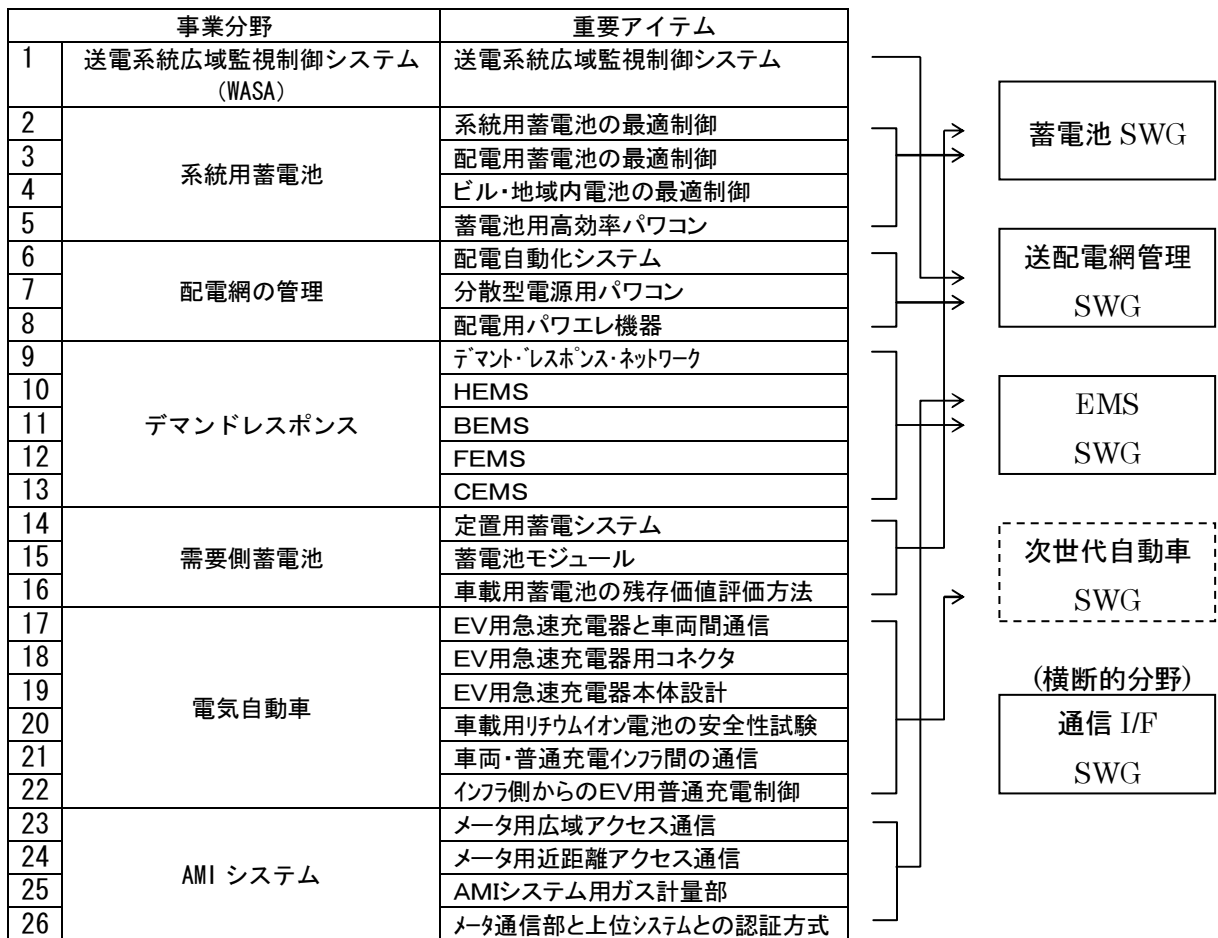 事業分野 重要アイテム
1 送電系統広域監視制御システム 送電系統広域監視制御システム
(WASA)
2 系統用蓄電池の最適制御
3 配電用蓄電池の最適制御
系統用蓄電池
4 ビル・地域内電池の最適制御
5 蓄電池用高効率パワコン
6 配電自動化システム
7 配電網の管理 分散型電源用パワコン
8 配電用パワエレ機器
9 ﾃﾞﾏﾝﾄ・ﾞﾚｽﾎﾟﾝｽ・ﾈｯﾄﾜｰｸ
10 HEMS
11 デマンドレスポンス BEMS
12 FEMS
13 CEMS
14 定置用蓄電システム
15 需要側蓄電池 蓄電池モジュール
16 車載用蓄電池の残存価値評価方法
17 EV用急速充電器と車両間通信
18 EV用急速充電器用コネクタ
19 EV用急速充電器本体設計
電気自動車
20 車載用ﾘﾁｳﾑｲｵﾝ電池の安全性試験
21 車両・普通充電ｲﾝﾌﾗ間の通信
22 ｲﾝﾌﾗ側からのEV用普通充電制御
23 メータ用広域アクセス通信
24 メータ用近距離アクセス通信
AMI システム
25 AMIシステム用ガス計量部
26 ﾒｰﾀ通信部と上位ｼｽﾃﾑとの認証方式
蓄電池 SWG
送配電網管理
SWG
EMS
SWG
次世代自動車
SWG
(横断的分野)
通信 I/F
SWG